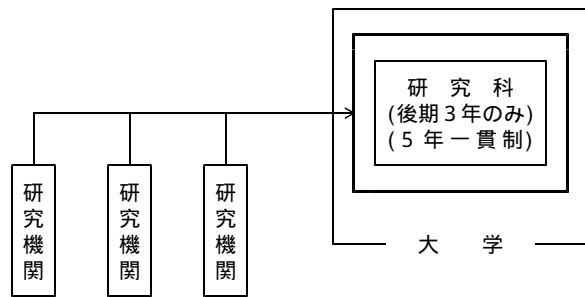 研 究 科
(後期3年のみ)
(5 年一貫制)
研究機関
研究機関
研究機関
大 学